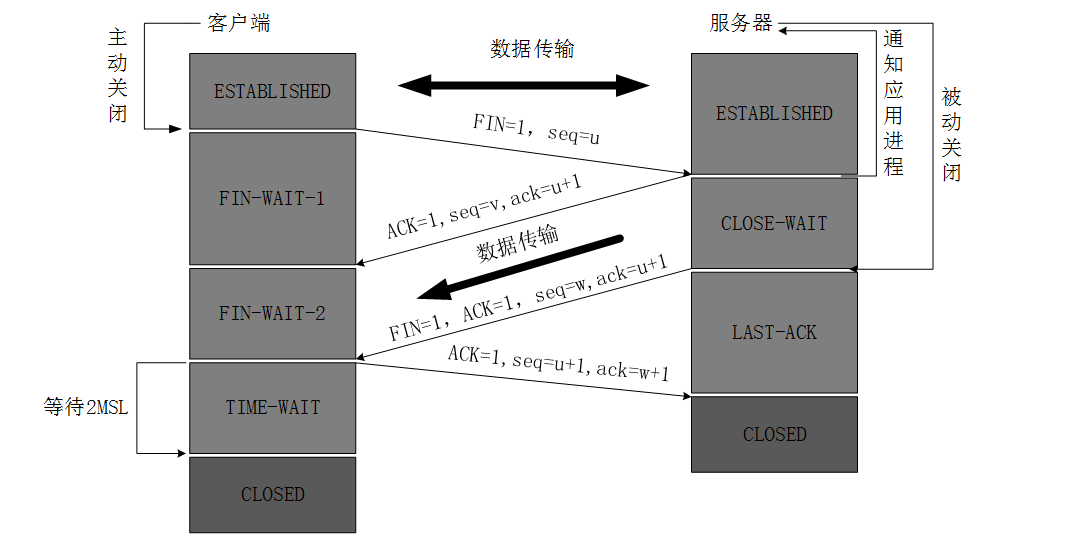 客户端
服务器
主动关闭
数据传输
通知应用进程
被动关闭
ESTABLISHED
ESTABLISHED
FIN=1, seq=u
FIN-WAIT-1
ACK=1,seq=v,ack=u+1
CLOSE-WAIT
数据传输
FIN-WAIT-2
FIN=1, ACK=1, seq=w,ack=u+1
LAST-ACK
ACK=1,seq=u+1,ack=w+1
等待2MSL
TIME-WAIT
CLOSED
CLOSED